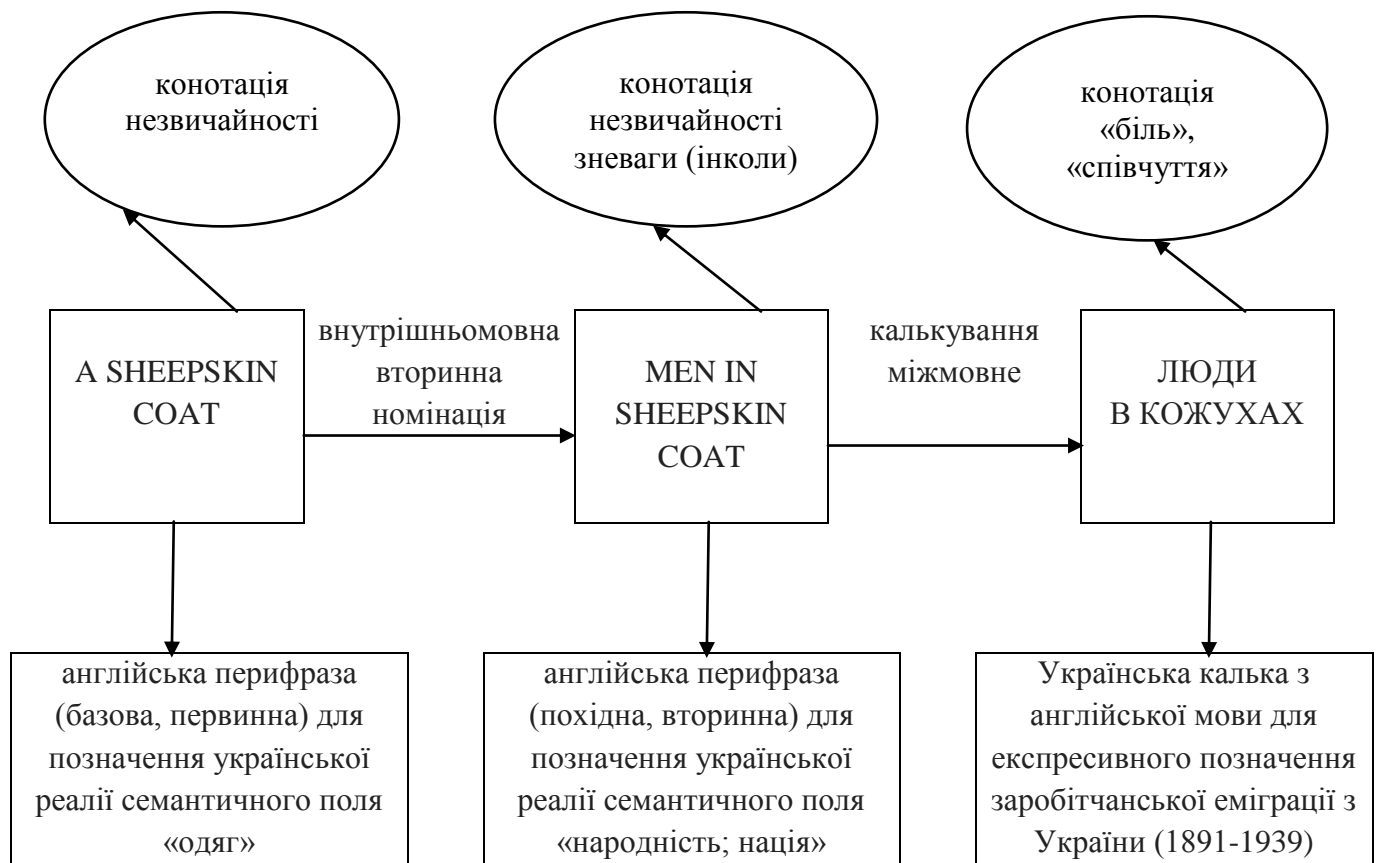 конотація
незвичайності
конотація
незвичайності
зневаги (інколи)
конотація
«біль»,
«співчуття»
A SHEEPSKIN
COAT
внутрішньомовна
вторинна
номінація
MEN IN
SHEEPSKIN
COAT
калькування
міжмовне
ЛЮДИ
В КОЖУХАХ
англійська перифраза
(базова, первинна) для
позначення української
реалії семантичного поля
«одяг»
англійська перифраза
(похідна, вторинна) для
позначення української
реалії семантичного поля
«народність; нація»
Українська калька з
англійської мови для
експресивного позначення
заробітчанської еміграції з
України (1891-1939)